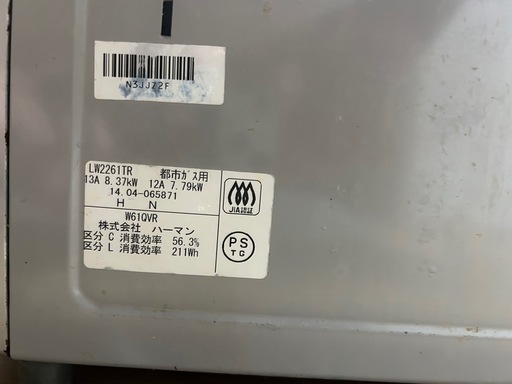 N3JJ72F
LW2261TR 都市ガス用
13A 8.37kW 12A 7.79kW
14.04-065871
H N
W61QVR
株式会社 ハーマン
区分 C 消費効率 56.3%
区分 L 消費効率 211Wh
JIA認証
PS
TG